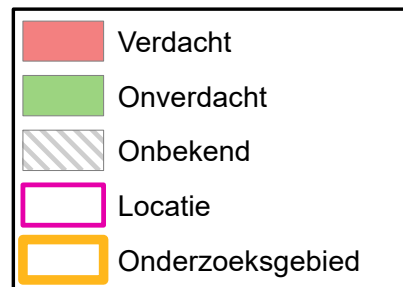 Verdacht
Onverdacht
Onbekend
Locatie
Onderzoeksgebied